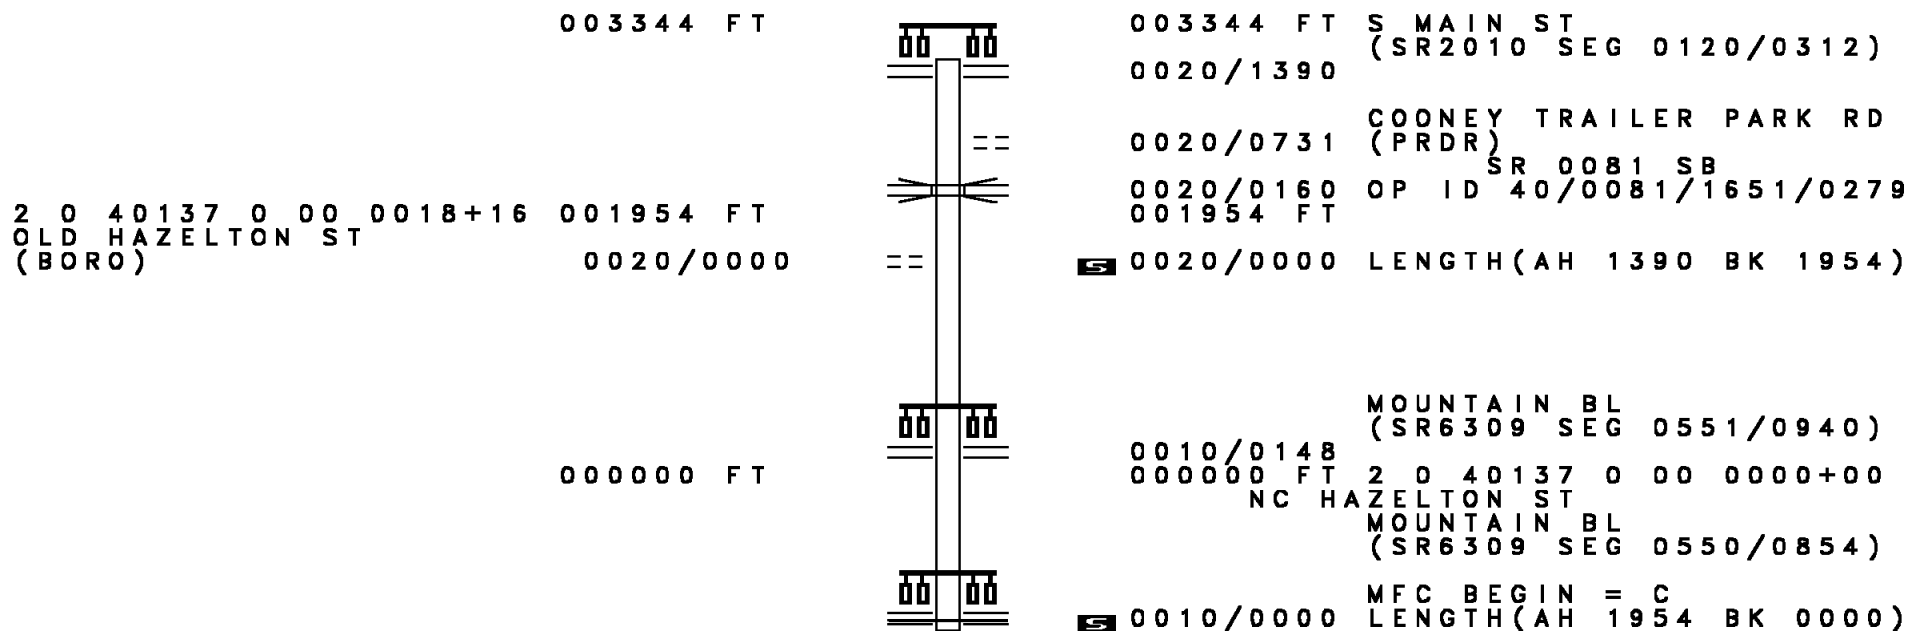 003344 FT
003344 FT S MAIN ST
(SR2010 SEG 0120/0312)
0020/1390
COONEY TRAILER PARK RD
0020/0731 (PRDR)
SR 0081 SB
0020/0160 OP ID 40/0081/1651/0279
2 0 40137 0 00 0018+16 001954 FT
001954 FT
OLD HAZELTON ST
(BORO) 0020/0000
S 0020/0000 LENGTH(AH 1390 BK 1954)
MOUNTAIN BL
(SR6309 SEG 0551/0940)
0010/0148
000000 FT
000000 FT 2 0 40137 0 00 0000+00
NC HAZELTON ST
MOUNTAIN BL
(SR6309 SEG 0550/0854)
MFC BEGIN = C
S 0010/0000 LENGTH(AH 1954 BK 0000)